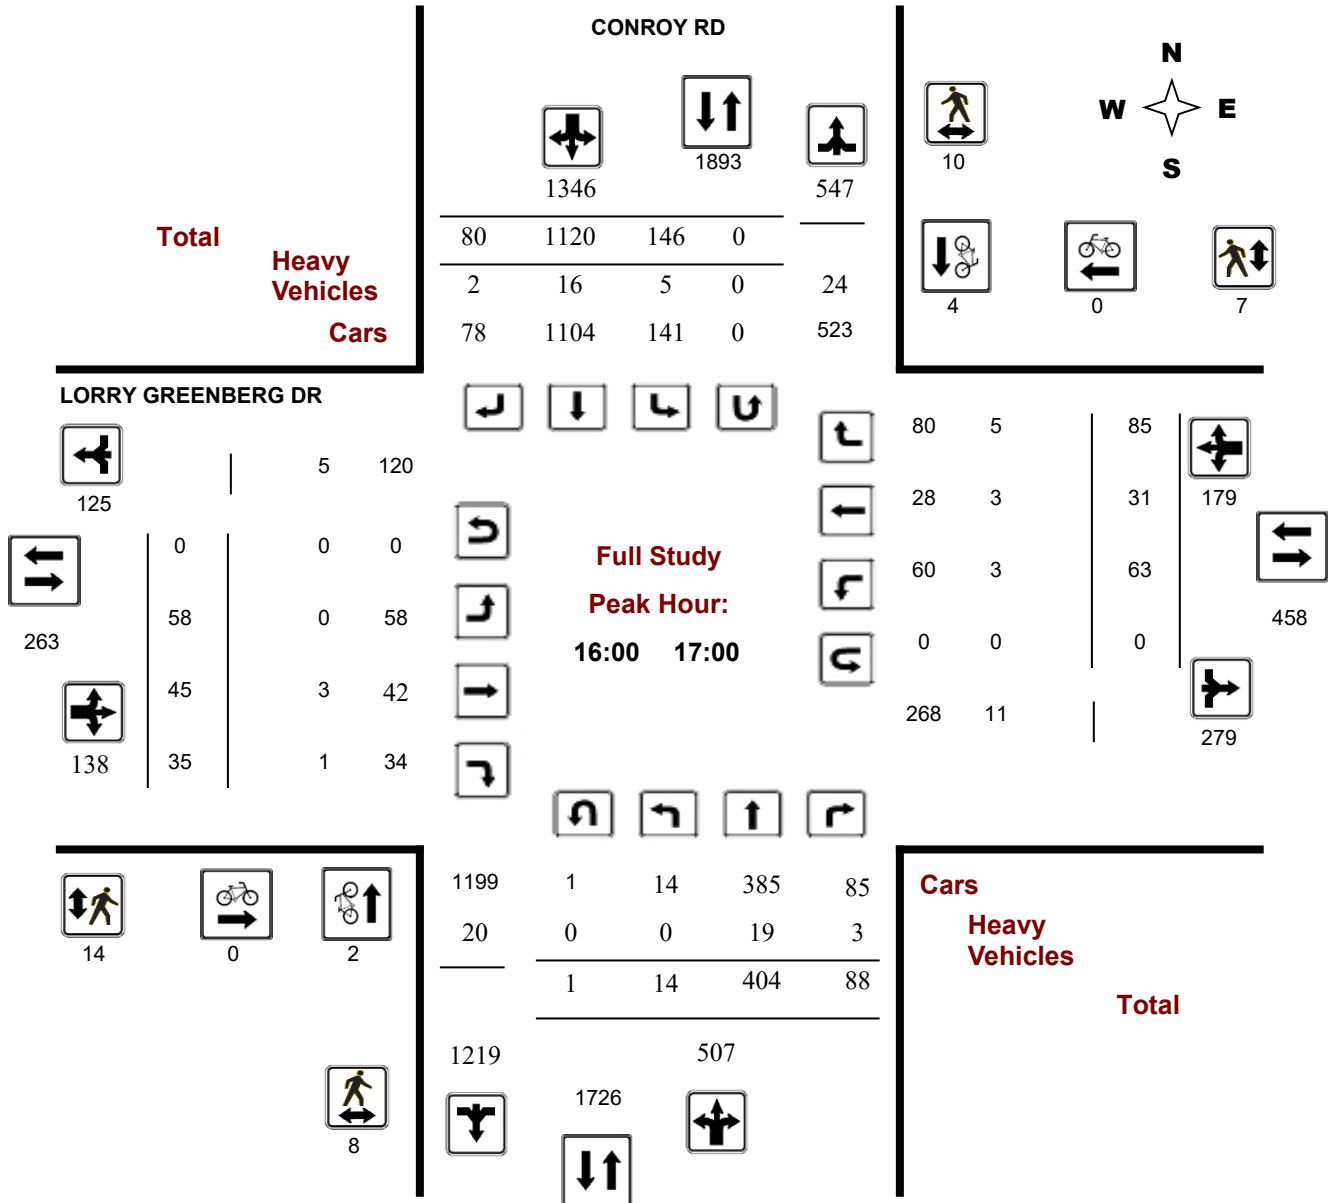 CONROY RD
N
W E
S
1893
10
1346
547
Total
80 1120 146 0
Heavy
Vehicles
2 16 5 0 24
4 0 7
Cars
78 1104 141 0 523
LORRY GREENBERG DR
80 5 85
5 120
125
28 3 31 179
0 0 0
Full Study
60 3 63
Peak Hour:
58 0 58
458
263
16:00 17:00
0 0 0
45 3 42
268 11
279
138 35 1 34
1199 1 14 385 85
Cars
20 0 0 19 3
Heavy
Vehicles
14 0 2
1 14 404 88
Total
1219 507
1726
8